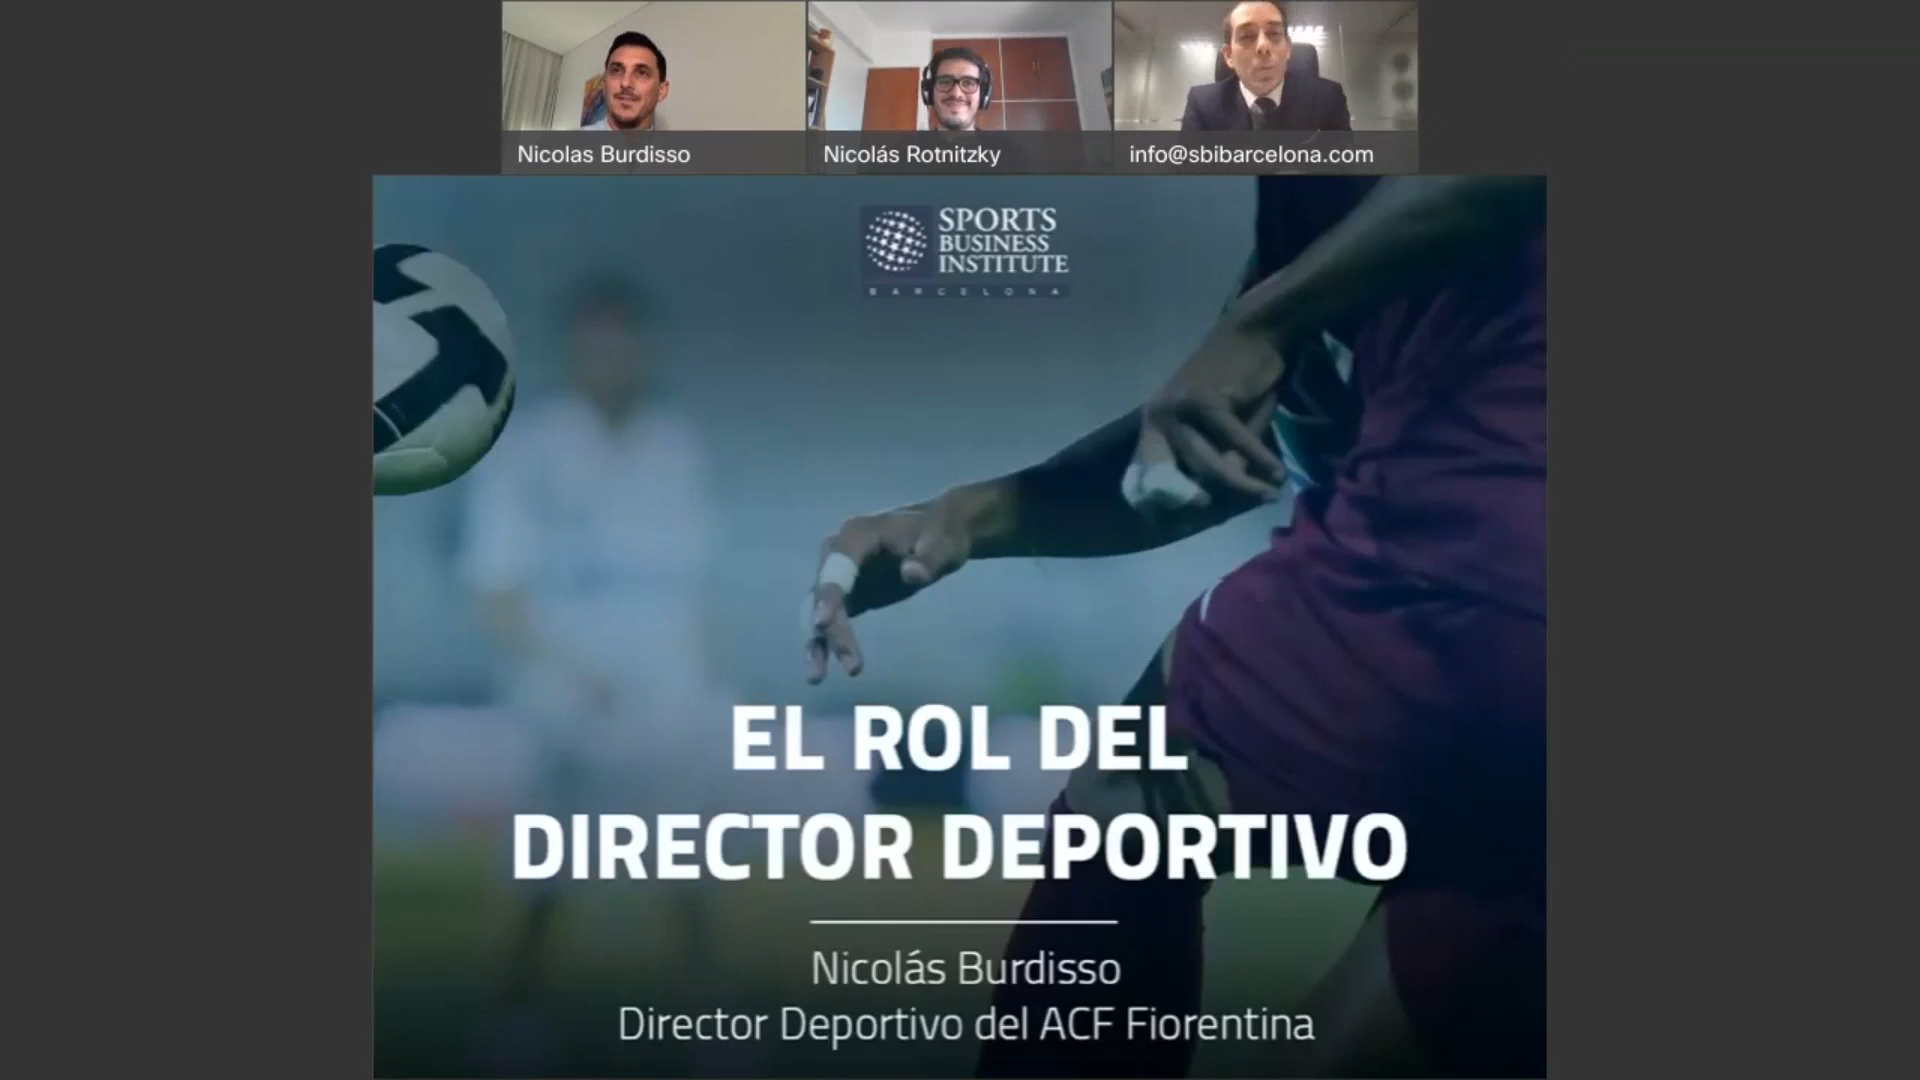 Nicolas Burdisso
Nicolás Rotnitzky
info@sbibarcelona.com
SPORTS
BUSINESS
INSTITUTE
BARCELONA
EL ROL DEL
DIRECTOR DEPORTIVO
Nicolás Burdisso
Director Deportivo del ACF Fiorentina